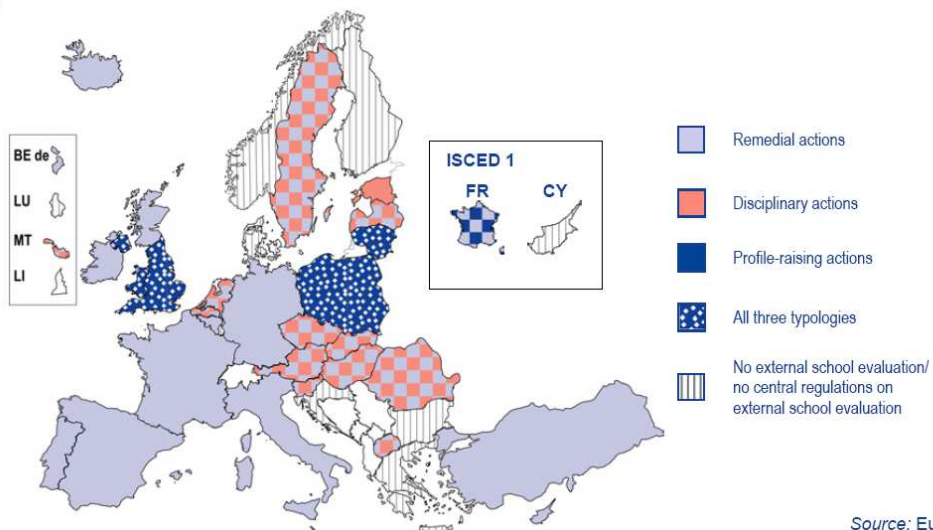 BE de
LU
MT
LI
ISCED 1
FR CY
Remedial actions
Disciplinary actions
Profile-raising actions
All three typologies
No external school evaluation/
no central regulations on
external school evaluation
Source: Eu